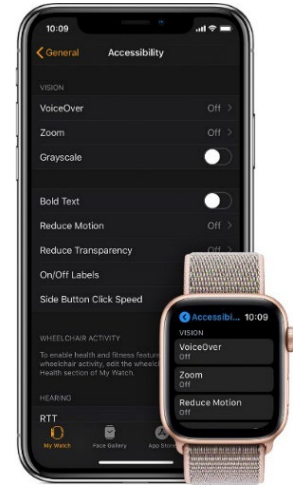 10:09
General
Accessibility
VISION
VoiceOver Off
Zoom Off
Grayscale
Bold Text
Reduce Motion Off
Reduce Transparency Off
On/Off Labels
Side Button Click Speed
WHEELCHAIR ACTIVITY
To enable health and fitness
wheelchair activity, edit the
Health section of My Watch.
HEARING
RTT
My Watch Face Gallery App
Accessibi... 10:09
VISION
VoiceOver
Off
Zoom
Off
Reduce Motion
Off